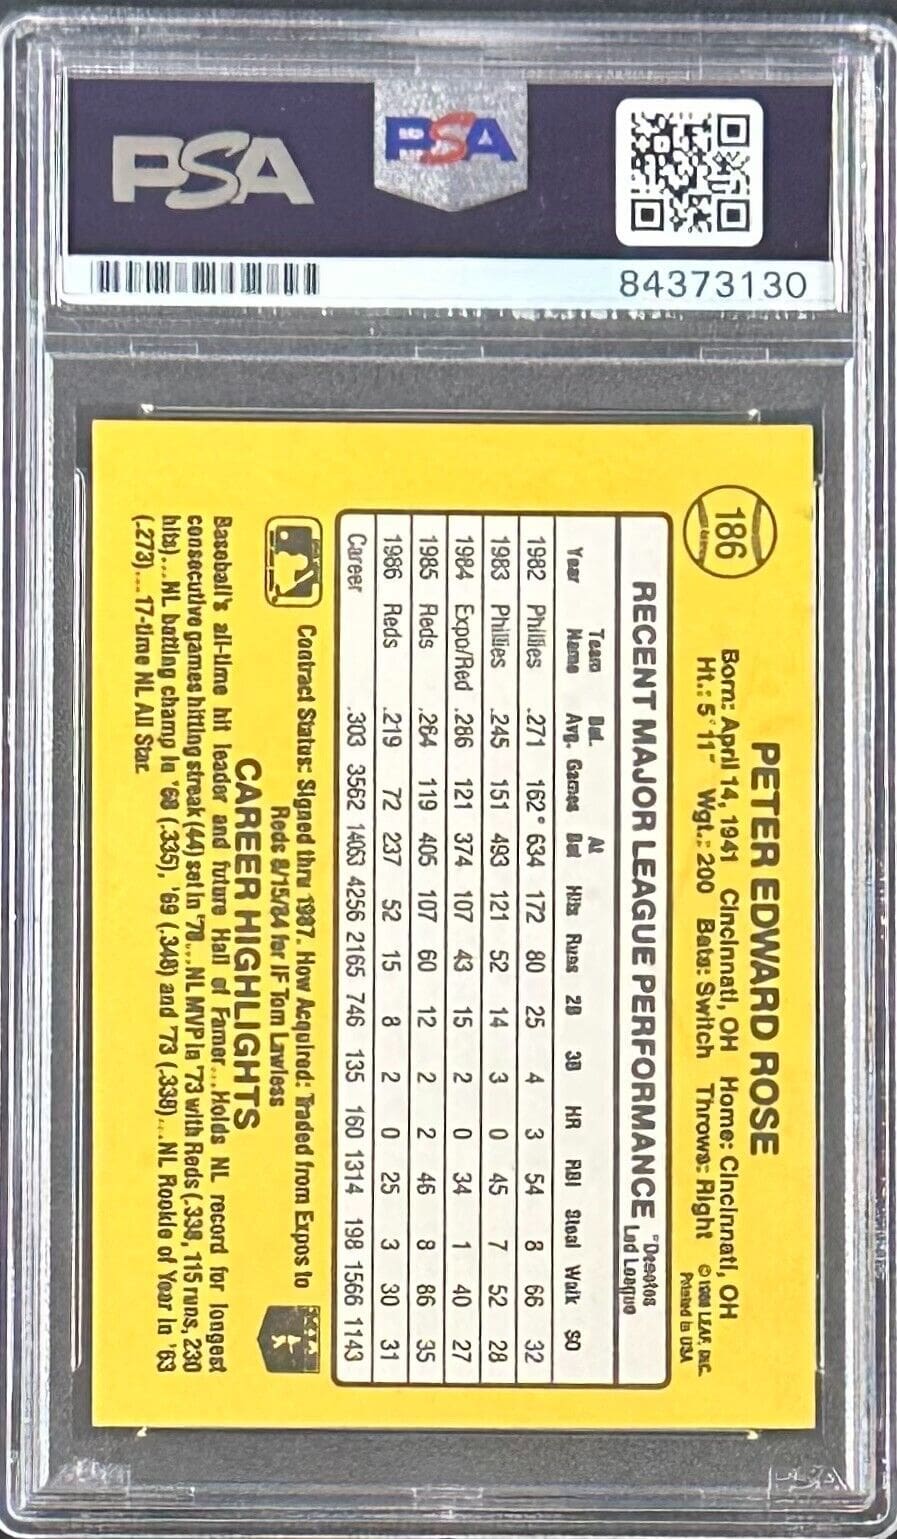 PSA
PSA
84373130
186
PETER EDWARD ROSE
Born: April 14, 1941 Cincinnati, OH Home: Cincinnati, OH
Ht.: 5' 11" Wgt.: 200 Bats: Switch Throws: Right
© 1986 LEAF, INC.
Printed in USA
RECENT MAJOR LEAGUE PERFORMANCE
°Denotes
Led League
Year Team Name Bat. Avg. Games At Bat Hits Runs 2B 3B HR RBI Steal Walk SO
1982 Phillies .271 162° 634 172 80 25 4 3 54 8 66 32
1983 Phillies .245 151 493 121 52 14 3 0 45 7 52 28
1984 Expo/Red .286 121 374 107 43 15 2 0 34 1 40 27
1985 Reds .264 119 405 107 60 12 2 2 46 8 86 35
1986 Reds .219 72 237 52 15 8 2 0 25 3 30 31
Career .303 3562 14053 4256 2165 746 135 160 1314 198 1566 1143
Contract Status: Signed thru 1987. How Acquired: Traded from Expos to
Reds 8/15/84 for IF Tom Lawless
CAREER HIGHLIGHTS
Baseball's all-time hit leader and future Hall of Famer...Holds NL record for longest
consecutive games hitting streak (44) set in '78...NL MVP in '73 with Reds (.338, 115 runs, 230
hits)...NL batting champ in '68 (.335), '69 (.348) and '73 (.338)...NL Rookie of Year in '63
(.273)...17-time NL All Star.